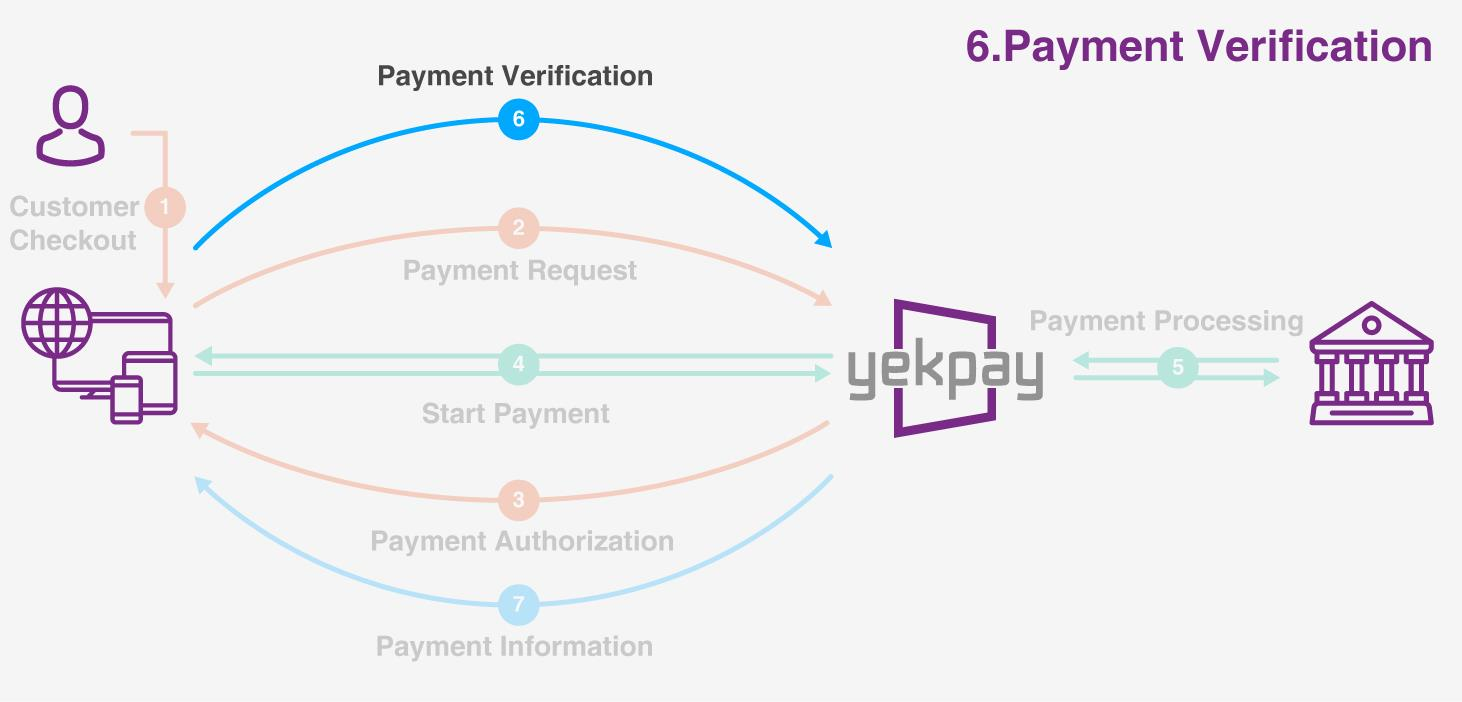 6.Payment Verification
Payment Verification
6
Customer
Checkout
1
2
Payment Request
4
Start Payment
yekpay
Payment Processing
5
3
Payment Authorization
7
Payment Information